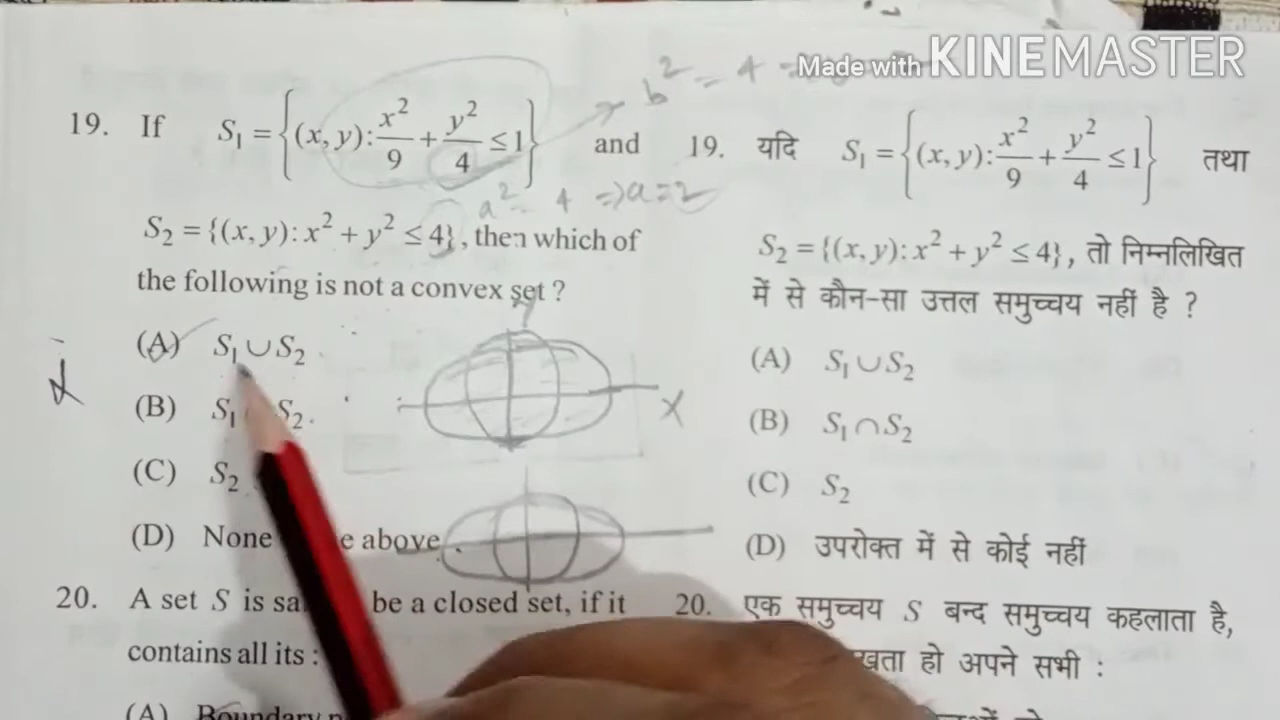 Made with KINEMASTER
b² = 4
19. If S₁ = {(x, y): x²/9 + y²/4 ≤ 1} and
a² = 4 ⇒ a = 2
S₂ = {(x, y): x² + y² ≤ 4}, then which of
the following is not a convex set ?
(A) S₁ ∪ S₂
(B) S₁ S₂
(C) S₂
(D) None above
X
20. A set S is be a closed set, if it
contains all its :
(A) Boundary
19. यदि S₁ = {(x, y): x²/9 + y²/4 ≤ 1} तथा
S₂ = {(x, y): x² + y² ≤ 4}, तो निम्नलिखित
में से कौन-सा उत्तल समुच्चय नहीं है ?
(A) S₁ ∪ S₂
(B) S₁ ∩ S₂
(C) S₂
(D) उपरोक्त में से कोई नहीं
20. एक समुच्चय S बन्द समुच्चय कहलाता है,
हो अपने सभी :